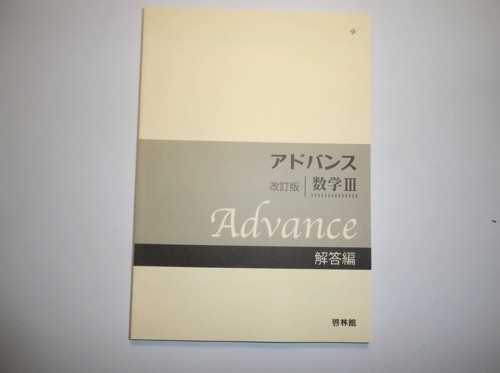 アドバンス
改訂版 数学Ⅲ
Advance
解答編
啓林館